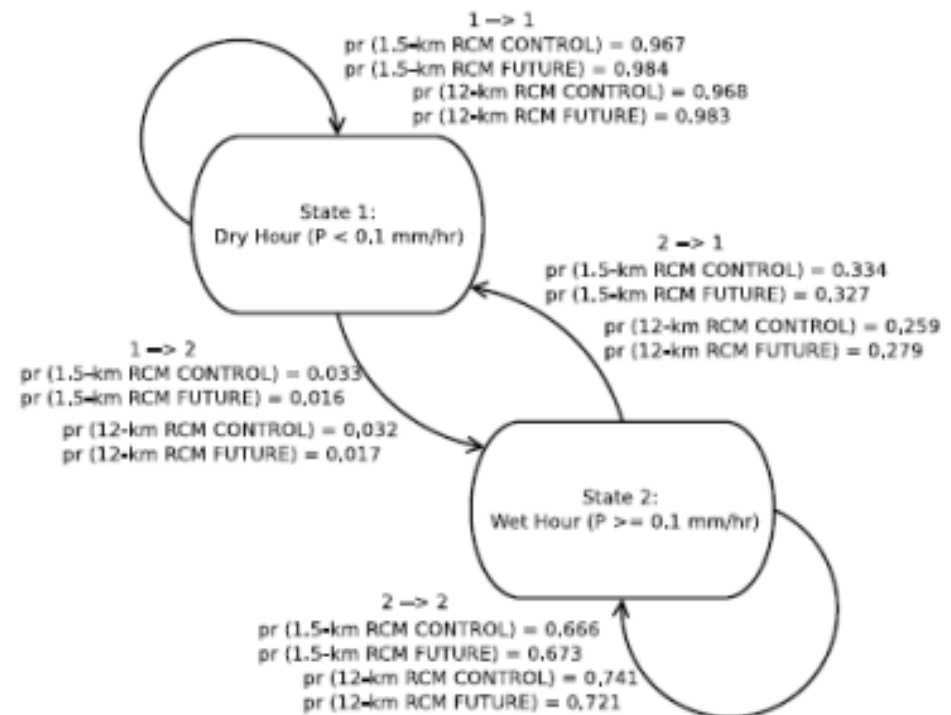 1 —> 1
pr (1.5-km RCM CONTROL) = 0.967
pr (1.5-km RCM FUTURE) = 0.984
pr (12-km RCM CONTROL) = 0.968
pr (12-km RCM FUTURE) = 0.983
State 1:
Dry Hour (P < 0.1 mm/hr)
2 —> 1
pr (1.5-km RCM CONTROL) = 0.334
pr (1.5-km RCM FUTURE) = 0.327
pr (12-km RCM CONTROL) = 0.259
pr (12-km RCM FUTURE) = 0.279
1 —> 2
pr (1.5-km RCM CONTROL) = 0.033
pr (1.5-km RCM FUTURE) = 0.016
pr (12-km RCM CONTROL) = 0.032
pr (12-km RCM FUTURE) = 0.017
State 2:
Wet Hour (P >= 0.1 mm/hr)
2 —> 2
pr (1.5-km RCM CONTROL) = 0.666
pr (1.5-km RCM FUTURE) = 0.673
pr (12-km RCM CONTROL) = 0.741
pr (12-km RCM FUTURE) = 0.721